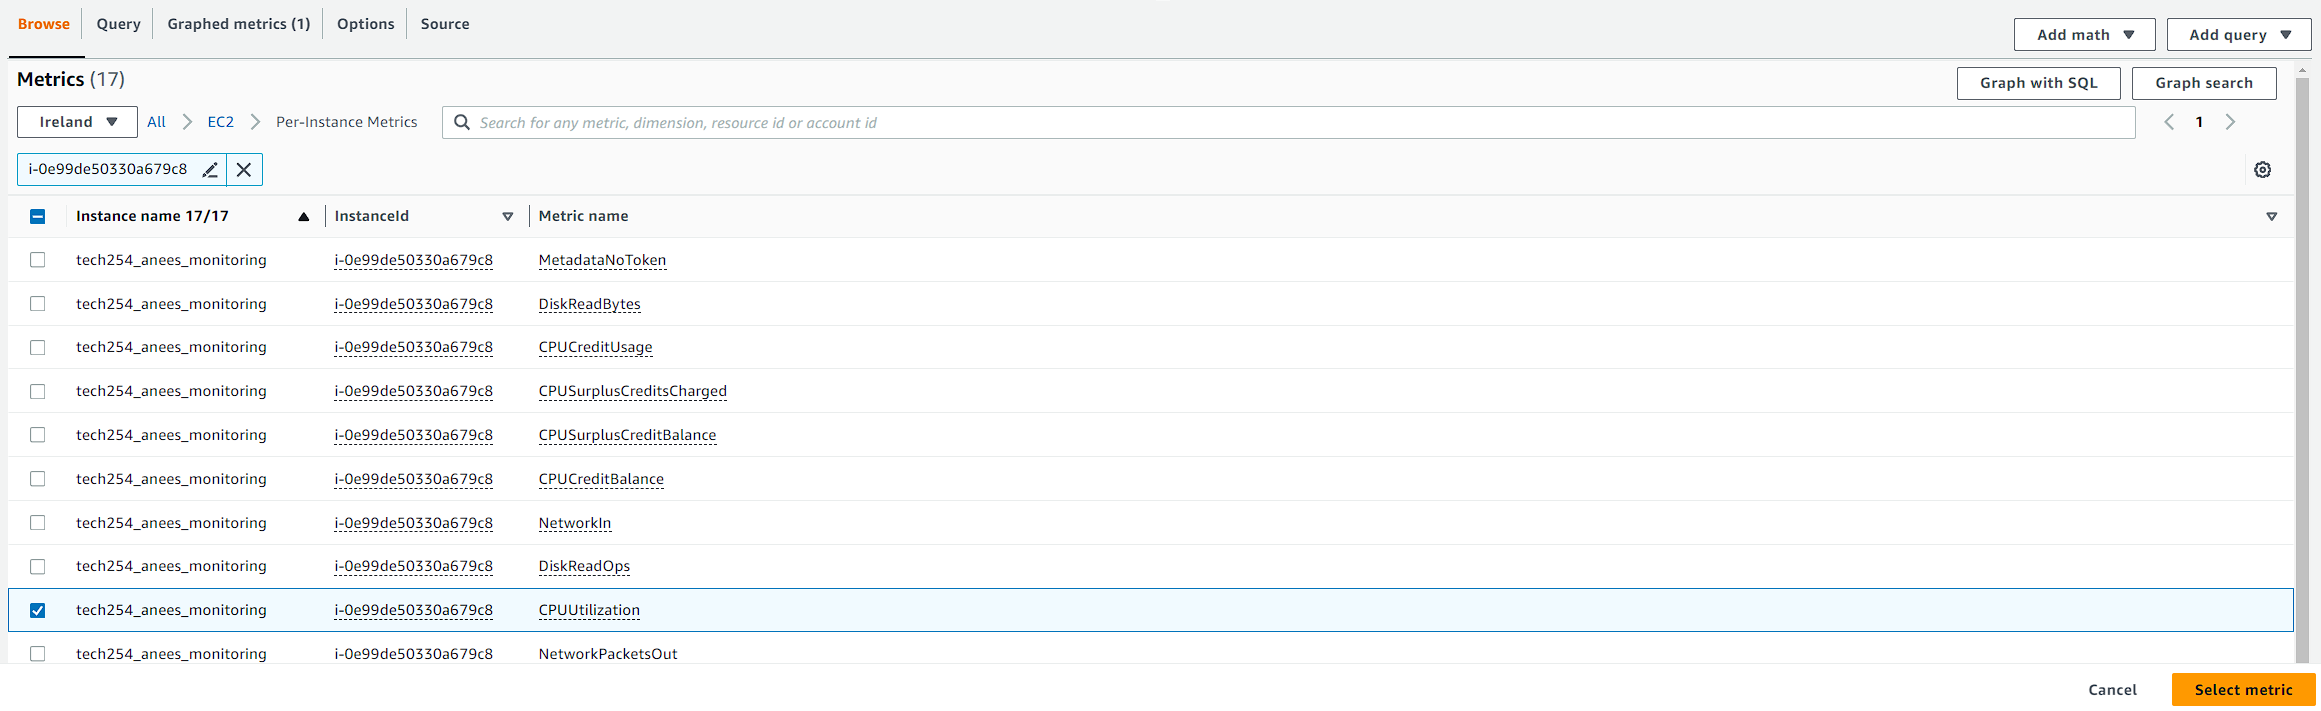 Browse Query Graphed metrics (1) Options Source
Add math Add query
Metrics (17)
Graph with SQL Graph search
Ireland All EC2 Per-Instance Metrics Search for any metric, dimension, resource id or account id 1
i-0e99de50330a679c8
Instance name 17/17 InstanceId Metric name
tech254_anees_monitoring i-0e99de50330a679c8 MetadataNoToken
tech254_anees_monitoring i-0e99de50330a679c8 DiskReadBytes
tech254_anees_monitoring i-0e99de50330a679c8 CPUCreditUsage
tech254_anees_monitoring i-0e99de50330a679c8 CPUSurplusCreditsCharged
tech254_anees_monitoring i-0e99de50330a679c8 CPUSurplusCreditBalance
tech254_anees_monitoring i-0e99de50330a679c8 CPUCreditBalance
tech254_anees_monitoring i-0e99de50330a679c8 NetworkIn
tech254_anees_monitoring i-0e99de50330a679c8 DiskReadOps
tech254_anees_monitoring i-0e99de50330a679c8 CPUUtilization
tech254_anees_monitoring i-0e99de50330a679c8 NetworkPacketsOut
Cancel Select metric